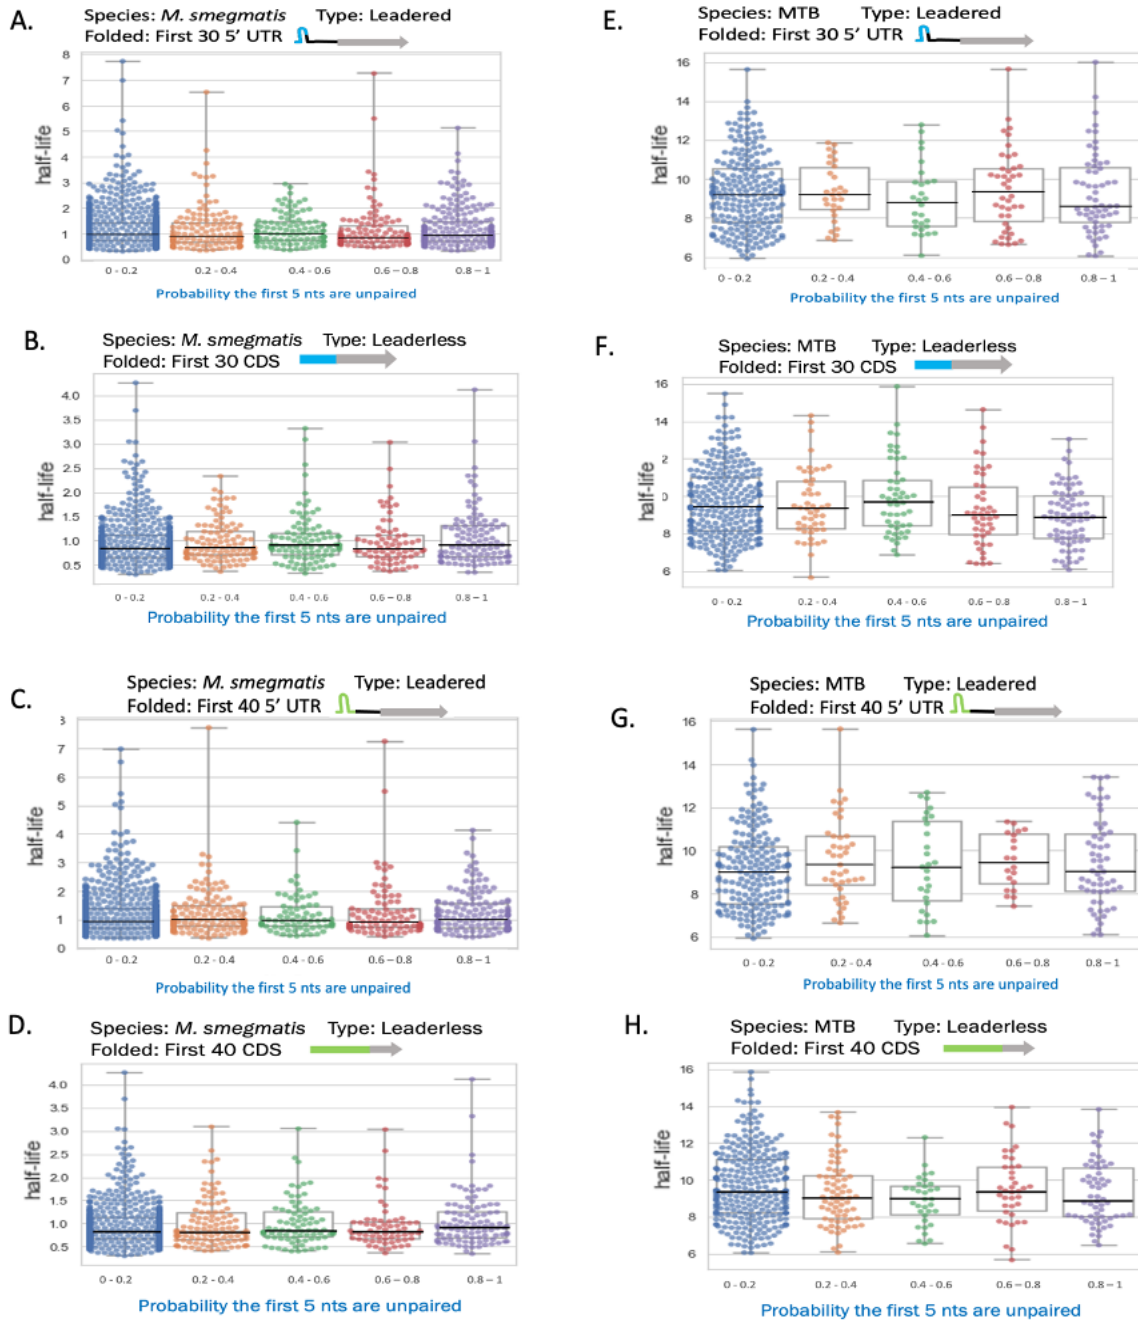 A.
Species: M. smegmatis Type: Leadered
Folded: First 30 5' UTR
half-life
8
7
6
5
4
3
2
1
0
0 - 0.2 0.2 - 0.4 0.4 - 0.6 0.6 – 0.8 0.8 – 1
Probability the first 5 nts are unpaired
B.
Species: M. smegmatis Type: Leaderless
Folded: First 30 CDS
half-life
4.0
3.5
3.0
2.5
2.0
1.5
1.0
0.5
0 - 0.2 0.2 - 0.4 0.4 - 0.6 0.6 – 0.8 0.8 – 1
Probability the first 5 nts are unpaired
C.
Species: M. smegmatis Type: Leadered
Folded: First 40 5' UTR
half-life
8
7
6
5
4
3
2
1
0
0 - 0.2 0.2 - 0.4 0.4 - 0.6 0.6 – 0.8 0.8 – 1
Probability the first 5 nts are unpaired
D.
Species: M. smegmatis Type: Leaderless
Folded: First 40 CDS
half-life
4.0
3.5
3.0
2.5
2.0
1.5
1.0
0.5
0 - 0.2 0.2 - 0.4 0.4 - 0.6 0.6 – 0.8 0.8 – 1
Probability the first 5 nts are unpaired
E.
Species: MTB Type: Leadered
Folded: First 30 5' UTR
half-life
16
14
12
10
8
6
0 - 0.2 0.2 - 0.4 0.4 - 0.6 0.6 – 0.8 0.8 – 1
Probability the first 5 nts are unpaired
F.
Species: MTB Type: Leaderless
Folded: First 30 CDS
half-life
16
14
2
0
8
6
0 - 0.2 0.2 - 0.4 0.4 - 0.6 0.6 – 0.8 0.8 – 1
Probability the first 5 nts are unpaired
G.
Species: MTB Type: Leadered
Folded: First 40 5' UTR
half-life
16
14
12
10
8
6
0 - 0.2 0.2 - 0.4 0.4 - 0.6 0.6 – 0.8 0.8 – 1
Probability the first 5 nts are unpaired
H.
Species: MTB Type: Leaderless
Folded: First 40 CDS
half-life
16
14
12
10
8
6
0 - 0.2 0.2 - 0.4 0.4 - 0.6 0.6 – 0.8 0.8 – 1
Probability the first 5 nts are unpaired